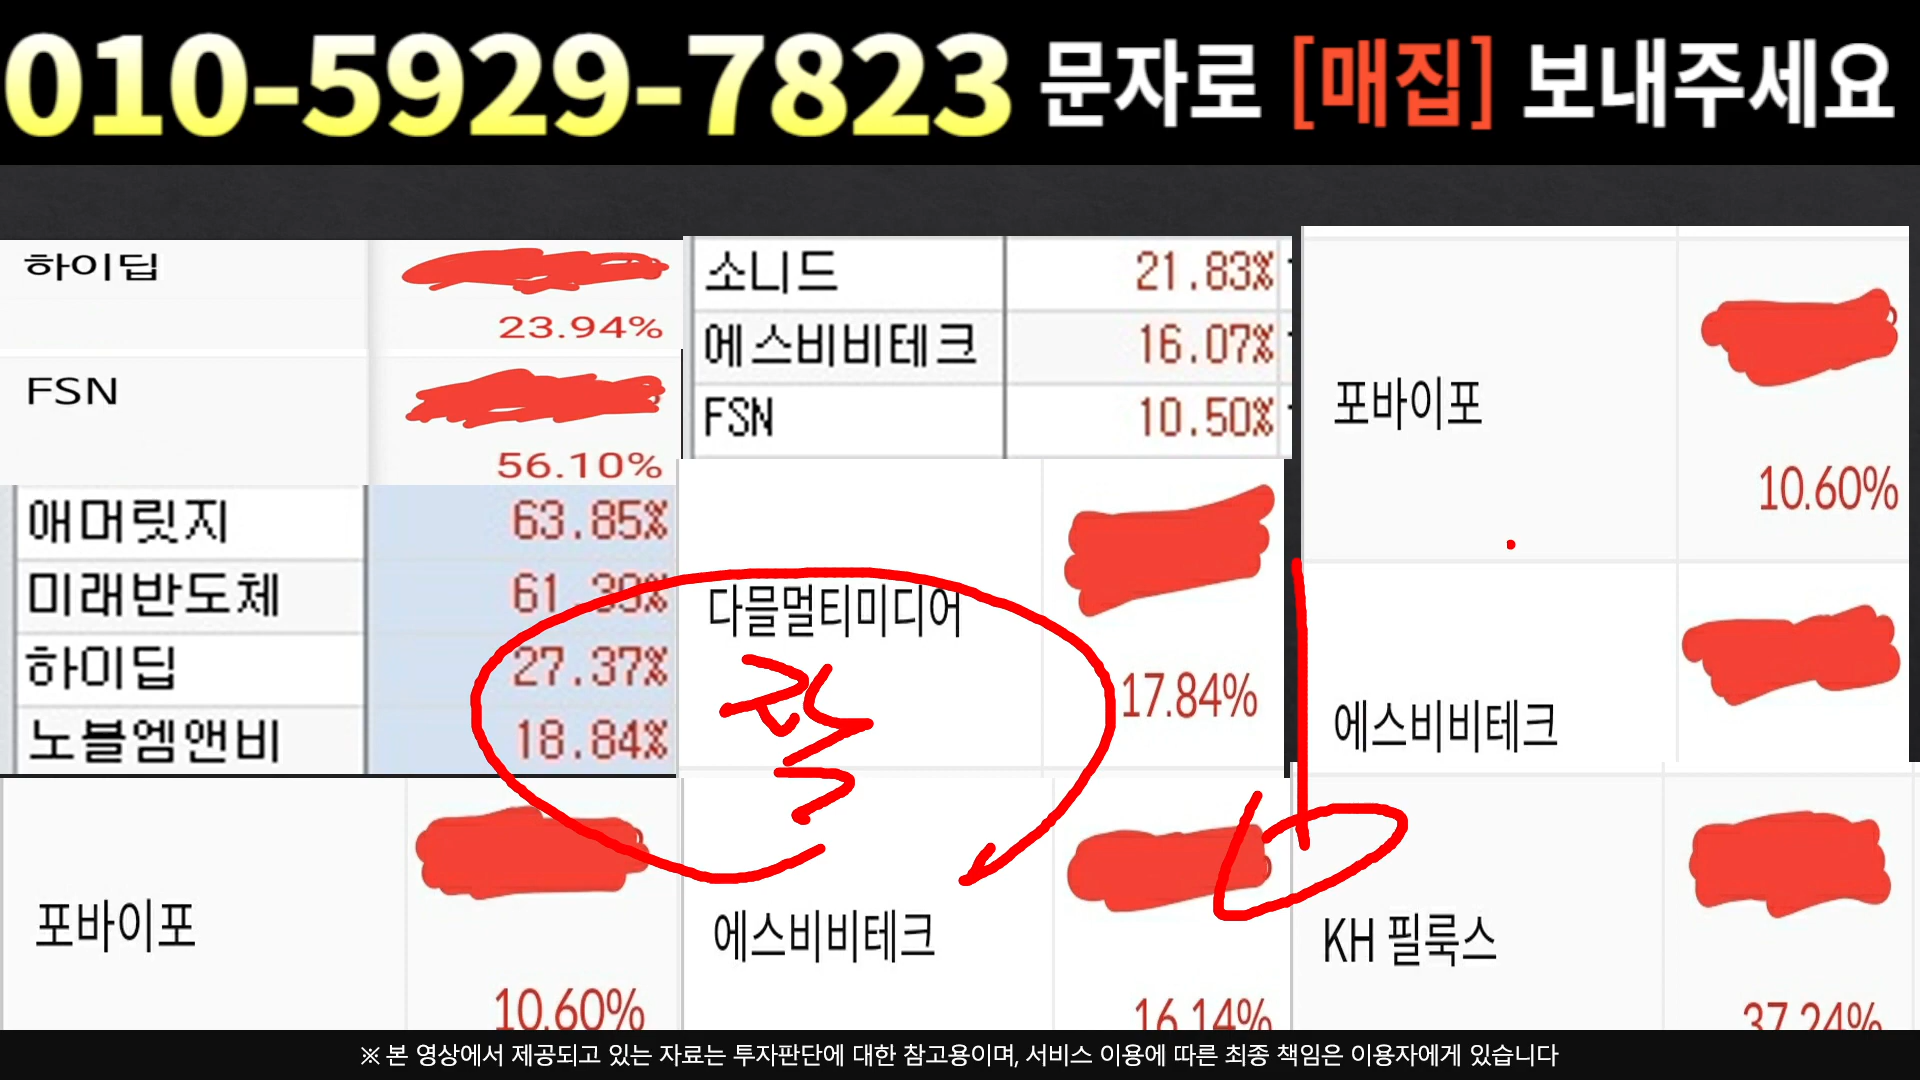 010-5929-7823 문자로 [매집] 보내주세요
하이딥
23.94%
FSN
56.10%
애머릿지 63.85%
미래반도체 61.39%
하이딥 27.37%
노블엠앤비 18.84%
소니드 21.83%
에스비비테크 16.07%
FSN 10.50%
다믈멀티미디어
17.84%
포바이포
10.60%
에스비비테크
포바이포
10.60%
에스비비테크
16.14%
KH 필룩스
37.24%
※ 본 영상에서 제공되고 있는 자료는 투자판단에 대한 참고용이며, 서비스 이용에 따른 최종 책임은 이용자에게 있습니다